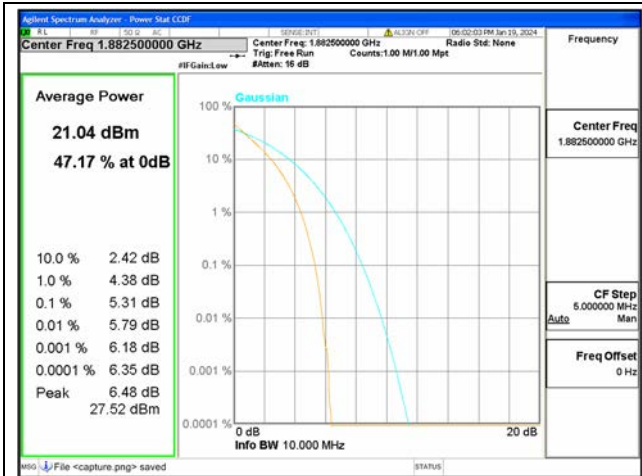 Agilent Spectrum Analyzer - Power Stat CCDF
RL RF 50 Ω AC SENSE:INT ALIGN OFF 06:02:03 PM Jan 19, 2024
Center Freq 1.882500000 GHz
Center Freq: 1.882500000 GHz Radio Std: None
Trig: Free Run Counts:1.00 M/1.00 Mpt
#IFGain:Low #Atten: 16 dB
Frequency
Average Power
21.04 dBm
47.17 % at 0dB
10.0 % 2.42 dB
1.0 % 4.38 dB
0.1 % 5.31 dB
0.01 % 5.79 dB
0.001 % 6.18 dB
0.0001 % 6.35 dB
Peak 6.48 dB
27.52 dBm
Gaussian
100 %
10 %
1 %
0.1 %
0.01 %
0.001 %
0.0001 %
0 dB 20 dB
Info BW 10.000 MHz
Center Freq
1.882500000 GHz
CF Step
5.000000 MHz
Auto Man
Freq Offset
0 Hz
MSG File <capture.png> saved STATUS